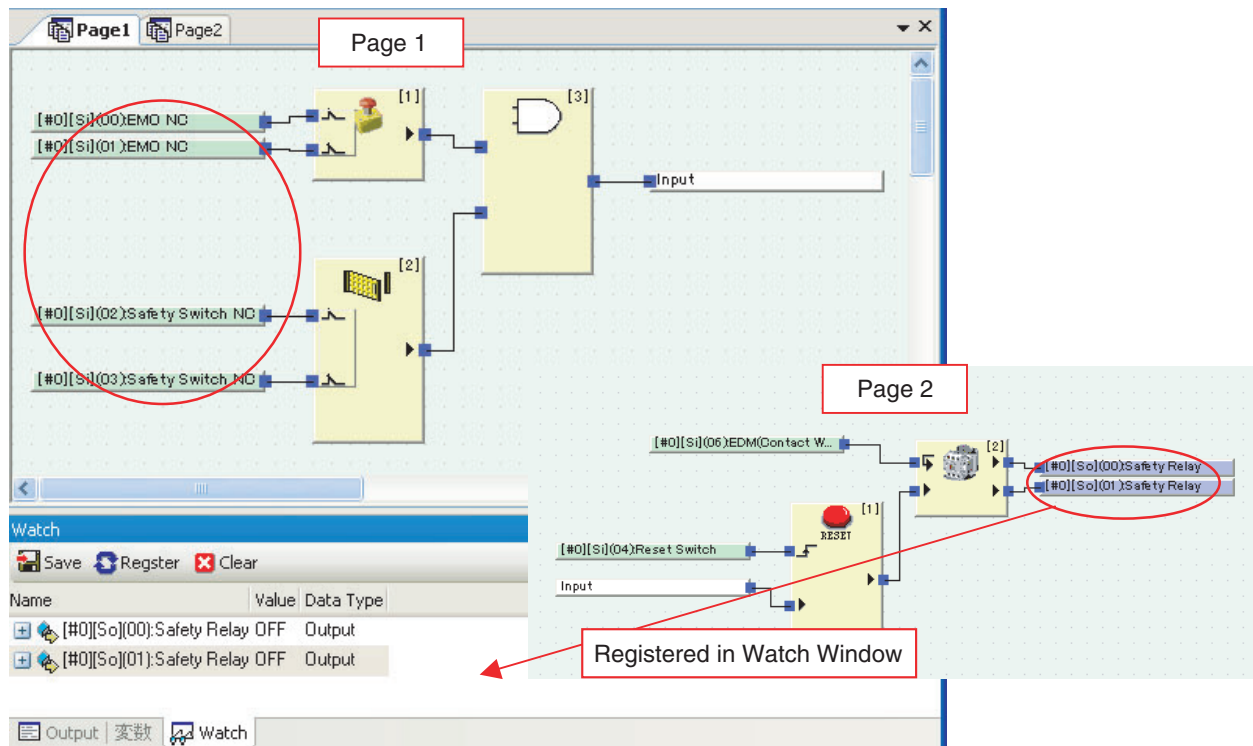 Page1 Page2
Page 1
[#0][Si](00):EMO NC
[#0][Si](01):EMO NC
[1]
[3]
Input
[2]
[#0][Si](02):Safety Switch NC
[#0][Si](03):Safety Switch NC
Page 2
[#0][Si](06):EDM(Contact W...
[2]
[#0][So](00):Safety Relay
[#0][So](01):Safety Relay
[1]
RESET
[#0][Si](04):Reset Switch
Input
Registered in Watch Window
Watch
Save Regster Clear
Name Value Data Type
[#0][So](00):Safety Relay OFF Output
[#0][So](01):Safety Relay OFF Output
Output 変数 Watch